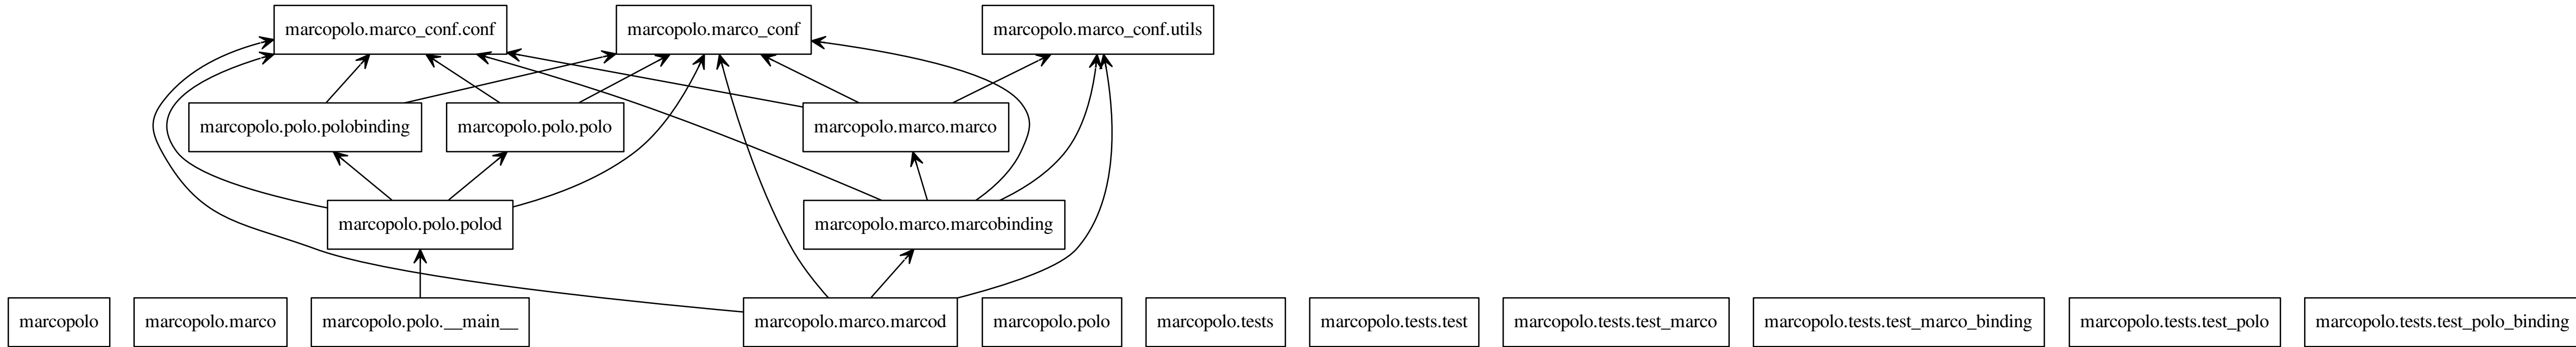 marcopolo.marco_conf.conf
marcopolo.marco_conf
marcopolo.marco_conf.utils
marcopolo.polo.polobinding
marcopolo.polo.polo
marcopolo.marco.marco
marcopolo.polo.polod
marcopolo.marco.marcobinding
marcopolo
marcopolo.marco
marcopolo.polo.__main__
marcopolo.marco.marcod
marcopolo.polo
marcopolo.tests
marcopolo.tests.test
marcopolo.tests.test_marco
marcopolo.tests.test_marco_binding
marcopolo.tests.test_polo
marcopolo.tests.test_polo_binding